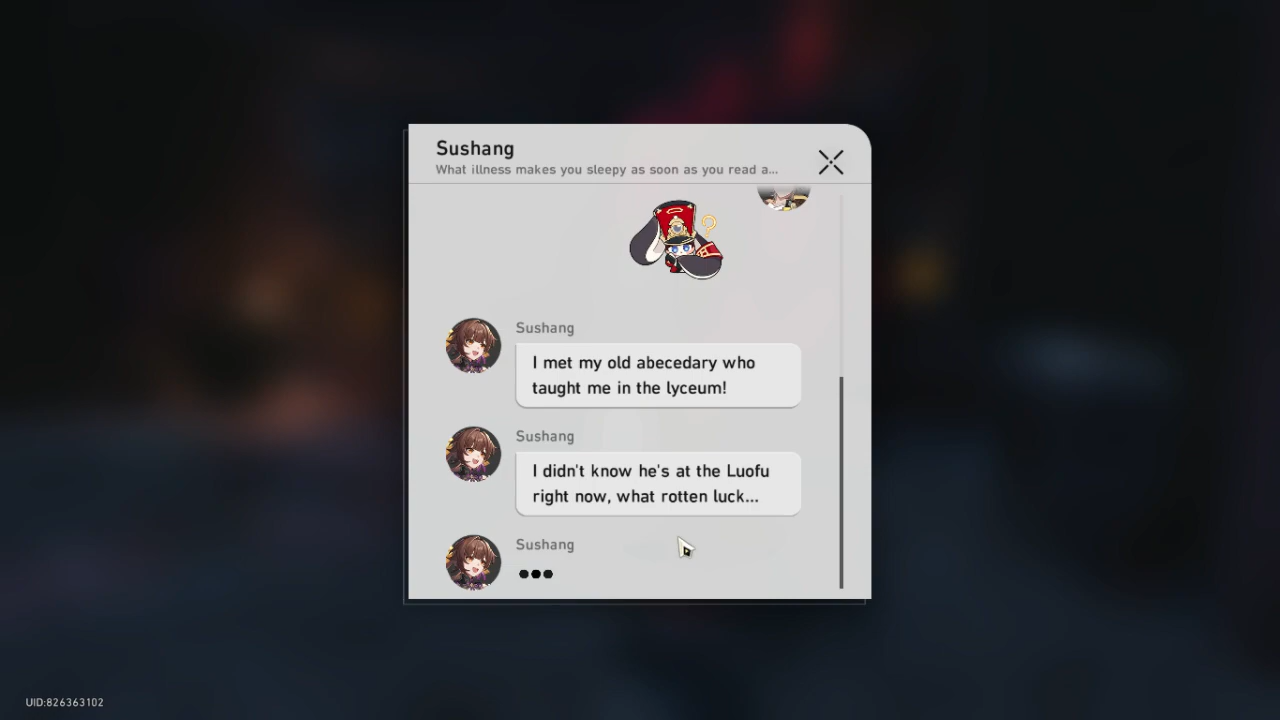 Sushang
What illness makes you sleepy as soon as you read a...
Sushang
I met my old abecedary who
taught me in the lyceum!
Sushang
I didn't know he's at the Luofu
right now, what rotten luck...
Sushang
UID:826363102